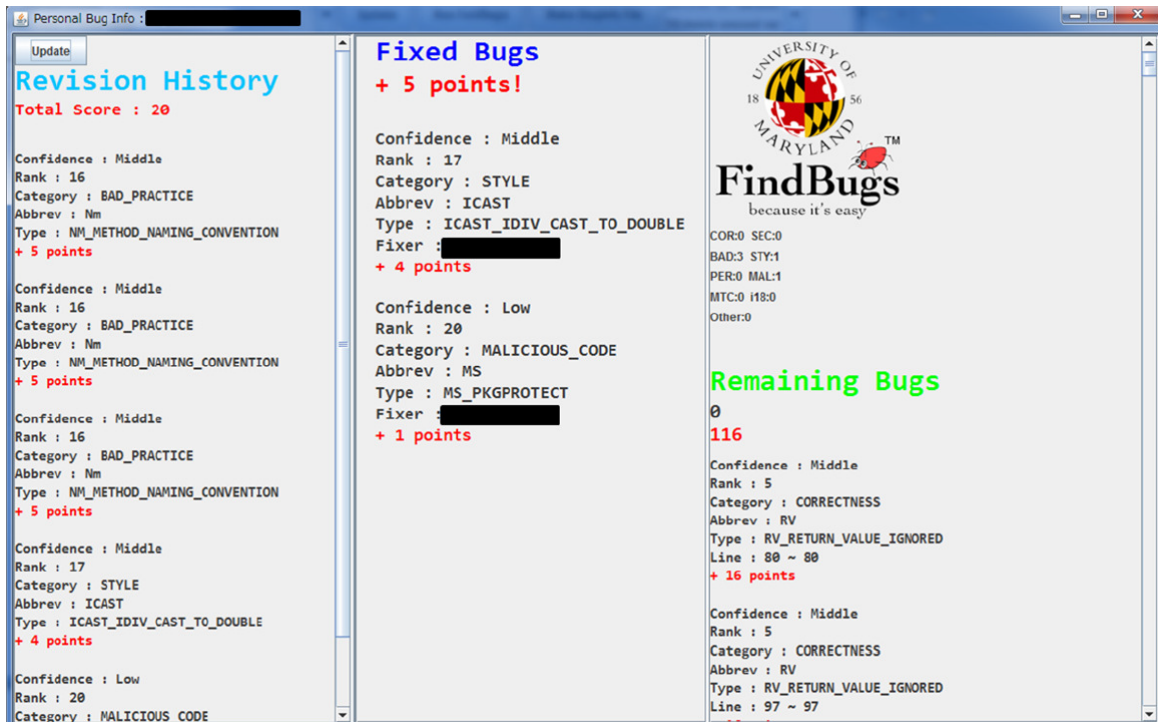 Personal Bug Info :
Update
Revision History
Total Score : 20
Confidence : Middle
Rank : 16
Category : BAD_PRACTICE
Abbrev : Nm
Type : NM_METHOD_NAMING_CONVENTION
+ 5 points
Confidence : Middle
Rank : 16
Category : BAD_PRACTICE
Abbrev : Nm
Type : NM_METHOD_NAMING_CONVENTION
+ 5 points
Confidence : Middle
Rank : 16
Category : BAD_PRACTICE
Abbrev : Nm
Type : NM_METHOD_NAMING_CONVENTION
+ 5 points
Confidence : Middle
Rank : 17
Category : STYLE
Abbrev : ICAST
Type : ICAST_IDIV_CAST_TO_DOUBLE
+ 4 points
Confidence : Low
Rank : 20
Category : MALICIOUS_CODE
Fixed Bugs
+ 5 points!
Confidence : Middle
Rank : 17
Category : STYLE
Abbrev : ICAST
Type : ICAST_IDIV_CAST_TO_DOUBLE
Fixer :
+ 4 points
Confidence : Low
Rank : 20
Category : MALICIOUS_CODE
Abbrev : MS
Type : MS_PKGPROTECT
Fixer :
+ 1 points
UNIVERSITY OF
18 56
MARYLAND
TM
FindBugs
because it's easy
COR:0 SEC:0
BAD:3 STY:1
PER:0 MAL:1
MTC:0 i18:0
Other:0
Remaining Bugs
0
116
Confidence : Middle
Rank : 5
Category : CORRECTNESS
Abbrev : RV
Type : RV_RETURN_VALUE_IGNORED
Line : 80 ~ 80
+ 16 points
Confidence : Middle
Rank : 5
Category : CORRECTNESS
Abbrev : RV
Type : RV_RETURN_VALUE_IGNORED
Line : 97 ~ 97